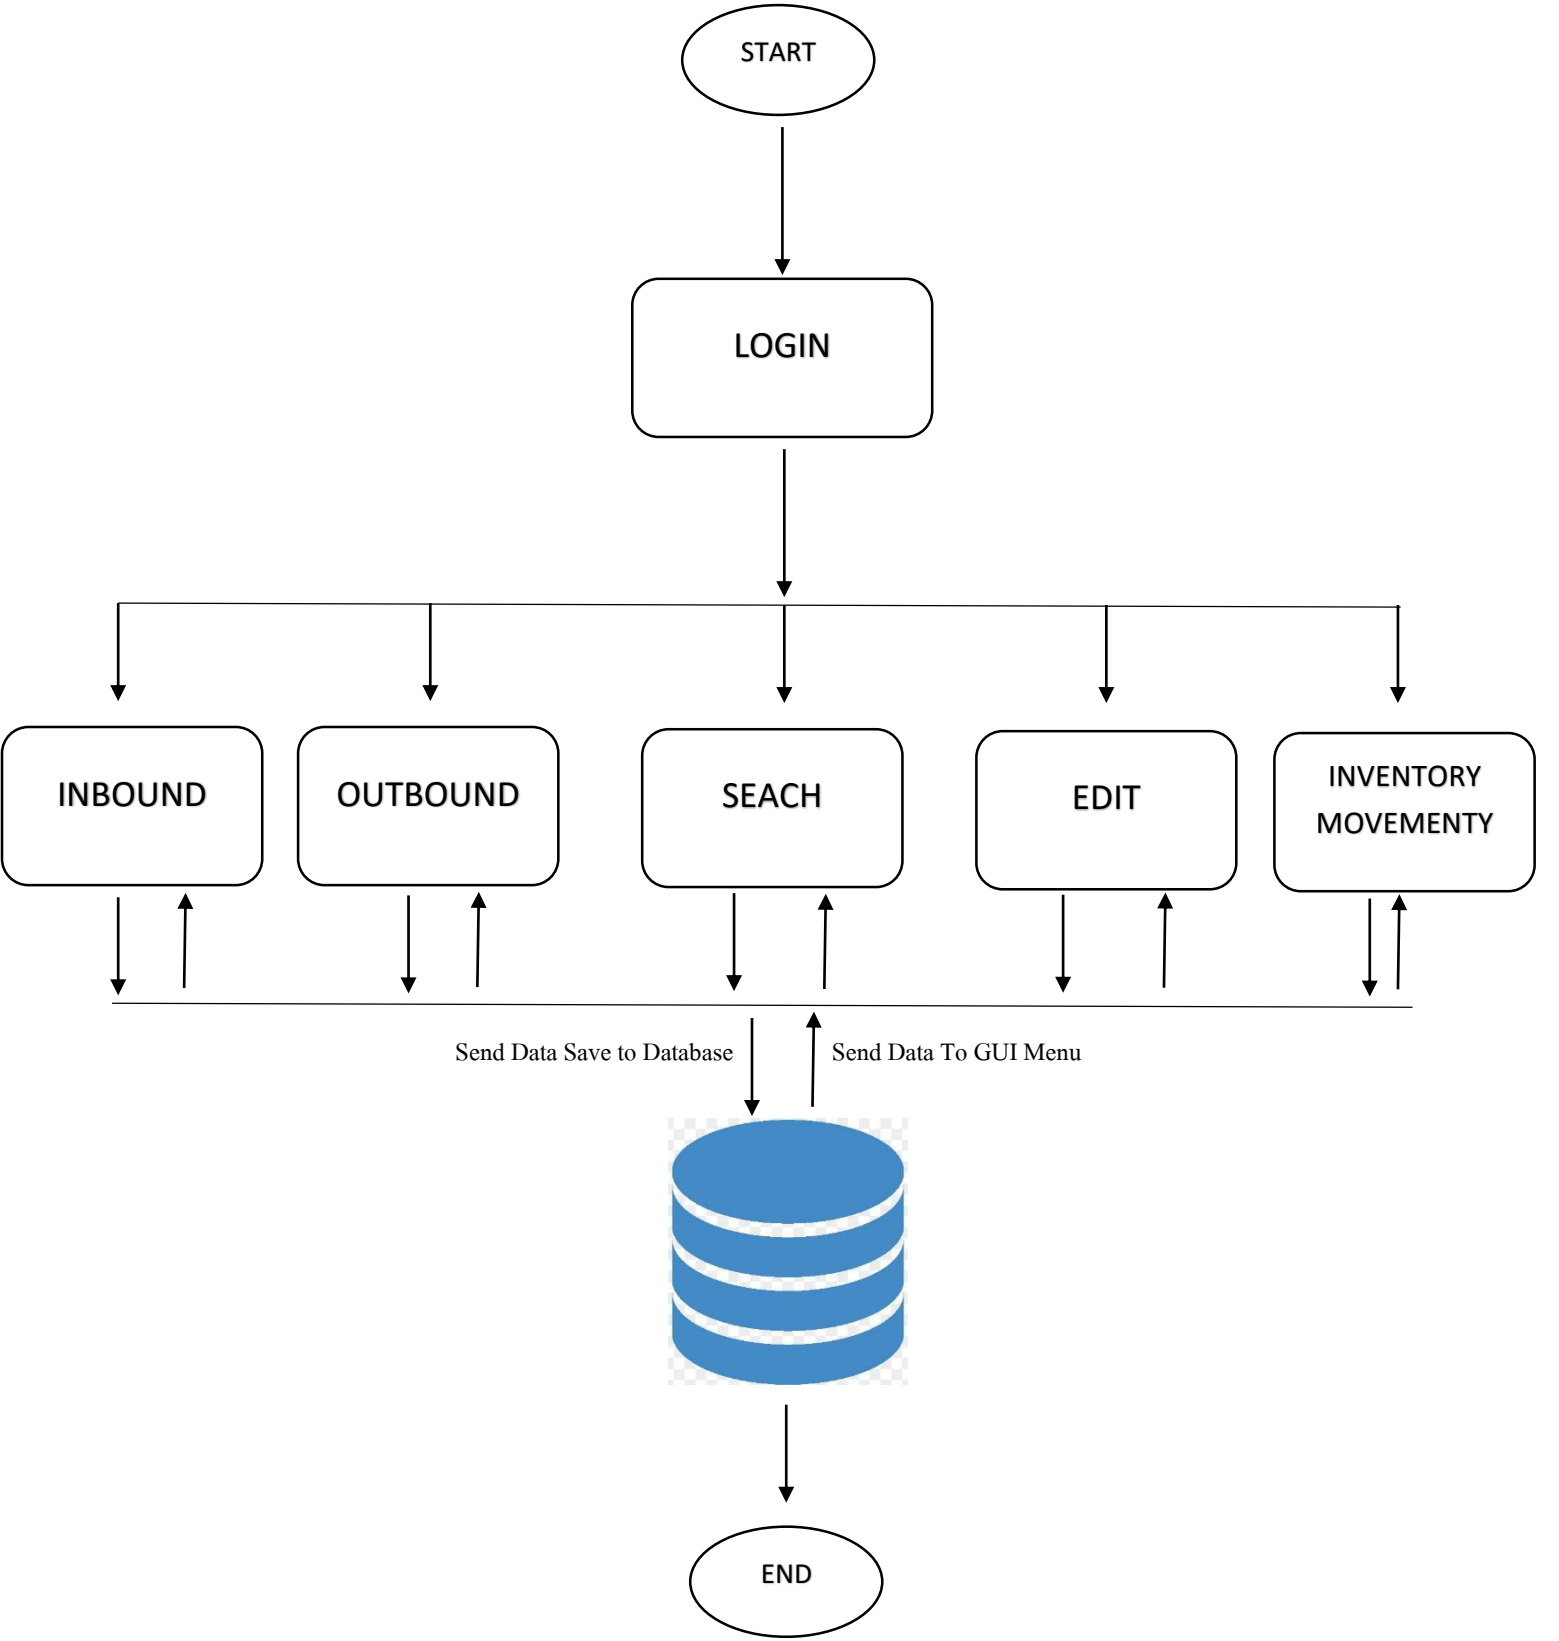 START
LOGIN
INBOUND
OUTBOUND
SEACH
EDIT
INVENTORY
MOVEMENTY
Send Data Save to Database
Send Data To GUI Menu
END